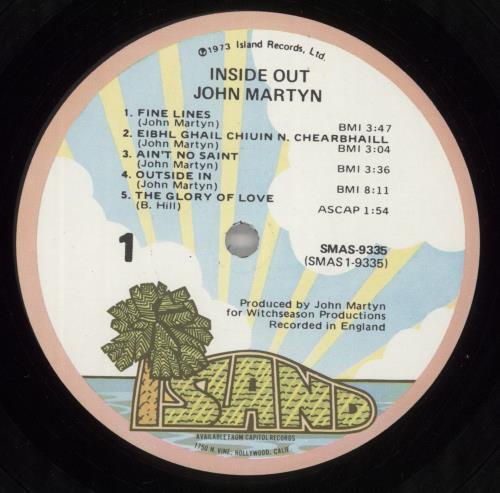 ℗1973 Island Records, Ltd.
INSIDE OUT
JOHN MARTYN
1. FINE LINES
(John Martyn) BMI 3:47
2. EIBHL GHAIL CHIUIN N. CHEARBHAILL
(John Martyn) BMI 3:04
3. AIN'T NO SAINT
(John Martyn) BMI 3:36
4. OUTSIDE IN
(John Martyn) BMI 8:11
5. THE GLORY OF LOVE
(B. Hill) ASCAP 1:54
1
SMAS-9335
(SMAS 1-9335)
Produced by John Martyn
for Witchseason Productions
Recorded in England
ISLAND
AVAILABLE FROM CAPITOL RECORDS
1750 N. VINE, HOLLYWOOD, CALIF.